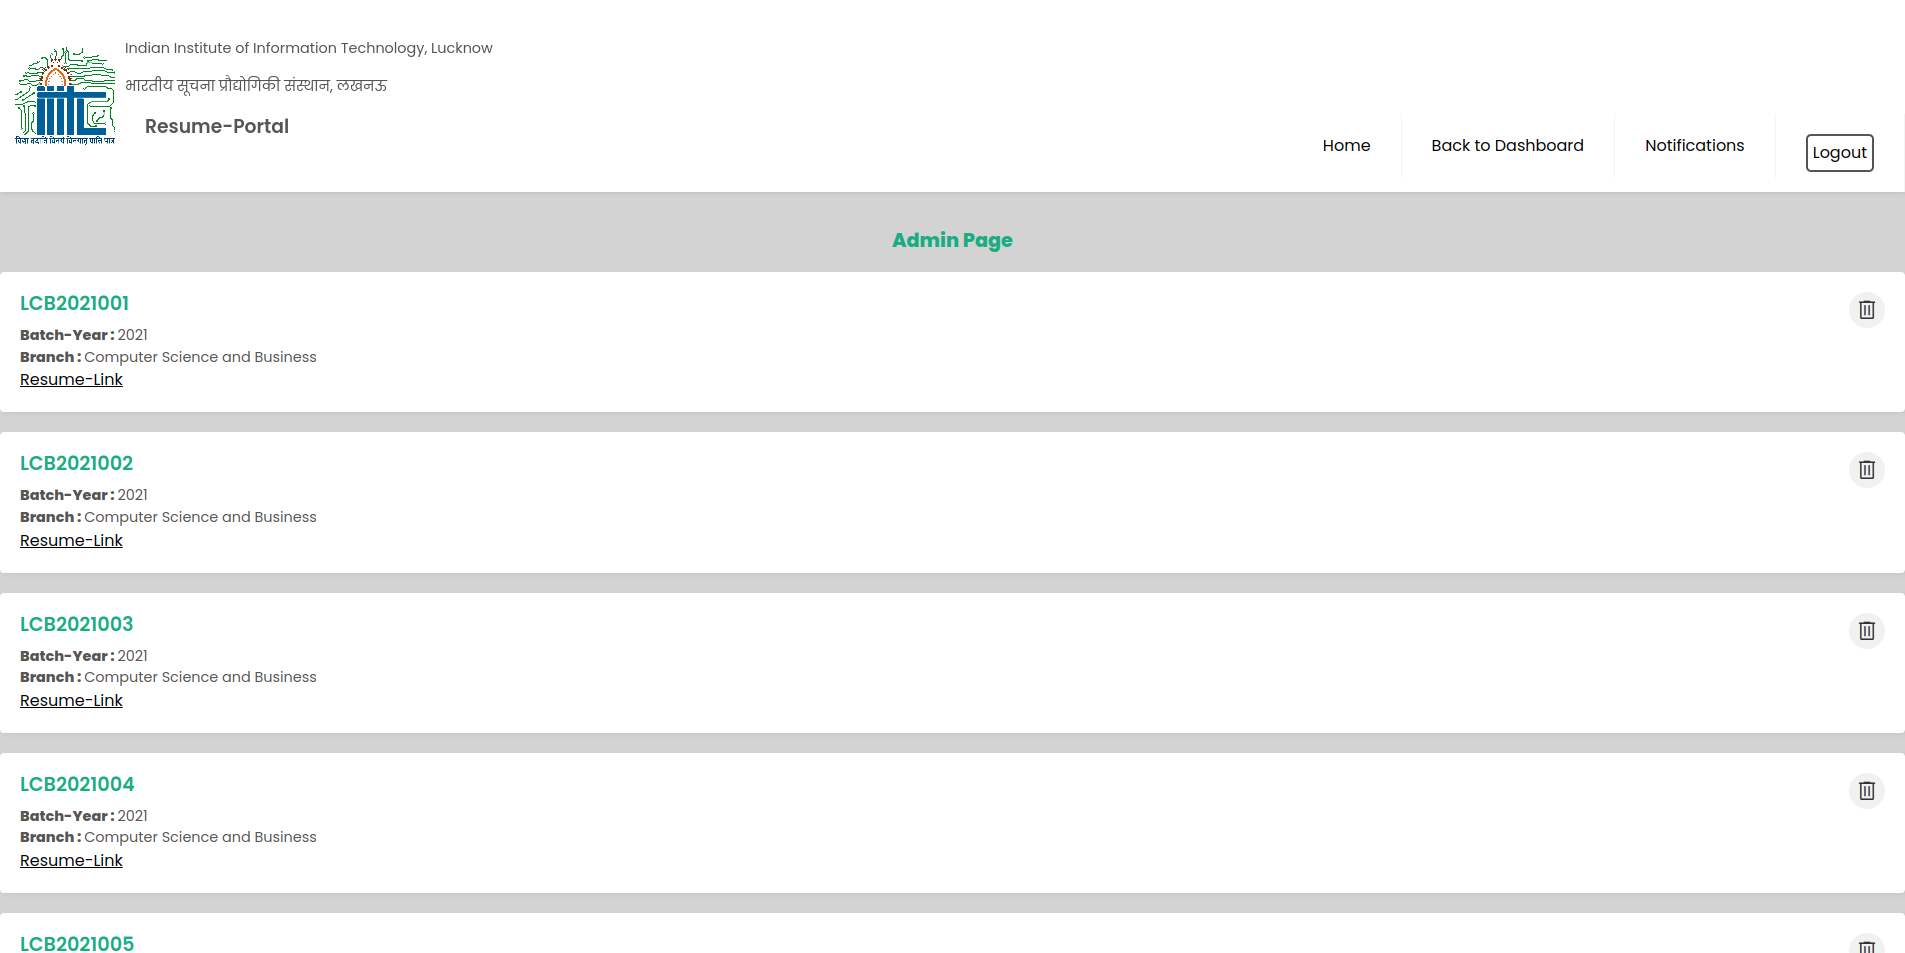 Indian Institute of Information Technology, Lucknow
भारतीय सूचना प्रौद्योगिकी संस्थान, लखनऊ
Resume-Portal
Home
Back to Dashboard
Notifications
Logout
Admin Page
LCB2021001
Batch-Year : 2021
Branch : Computer Science and Business
Resume-Link
LCB2021002
Batch-Year : 2021
Branch : Computer Science and Business
Resume-Link
LCB2021003
Batch-Year : 2021
Branch : Computer Science and Business
Resume-Link
LCB2021004
Batch-Year : 2021
Branch : Computer Science and Business
Resume-Link
LCB2021005